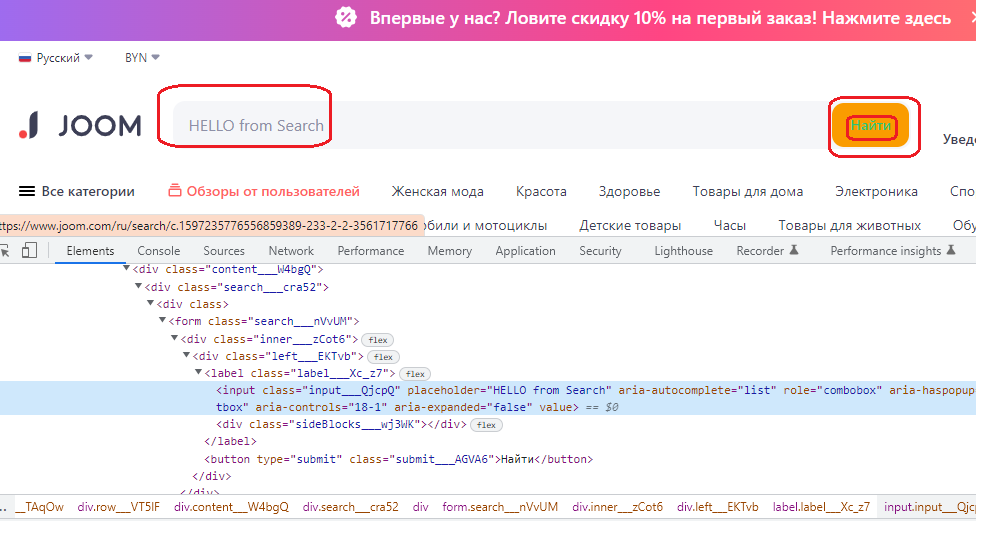 Впервые у нас? Ловите скидку 10% на первый заказ! Нажмите здесь
Русский BYN
JOOM HELLO from Search Найти
Уведо
Все категории Обзоры от пользователей Женская мода Красота Здоровье Товары для дома Электроника Спо
ttps://www.joom.com/ru/search/c.1597235776556859389-233-2-2-3561717766 обили и мотоциклы Детские товары Часы Товары для животных Обу
Elements Console Sources Network Performance Memory Application Security Lighthouse Recorder Performance insights
<div class="content___W4bgQ">
<div class="search___cra52">
<div class>
<form class="search___nVvUM">
<div class="inner___zCot6"> flex
<div class="left___EKTvb"> flex
<label class="label___Xc_z7"> flex
<input class="input___QjcpQ" placeholder="HELLO from Search" aria-autocomplete="list" role="combobox" aria-haspopup
tbox" aria-controls="18-1" aria-expanded="false" value> == $0
<div class="sideBlocks___wj3WK"></div> flex
</label>
<button type="submit" class="submit___AGVA6">Найти</button>
</div>
</div>
.. __TAqOw div.row___VT5lF div.content___W4bgQ div.search___cra52 div form.search___nVvUM div.inner___zCot6 div.left___EKTvb label.label___Xc_z7 input.input___Qjcp